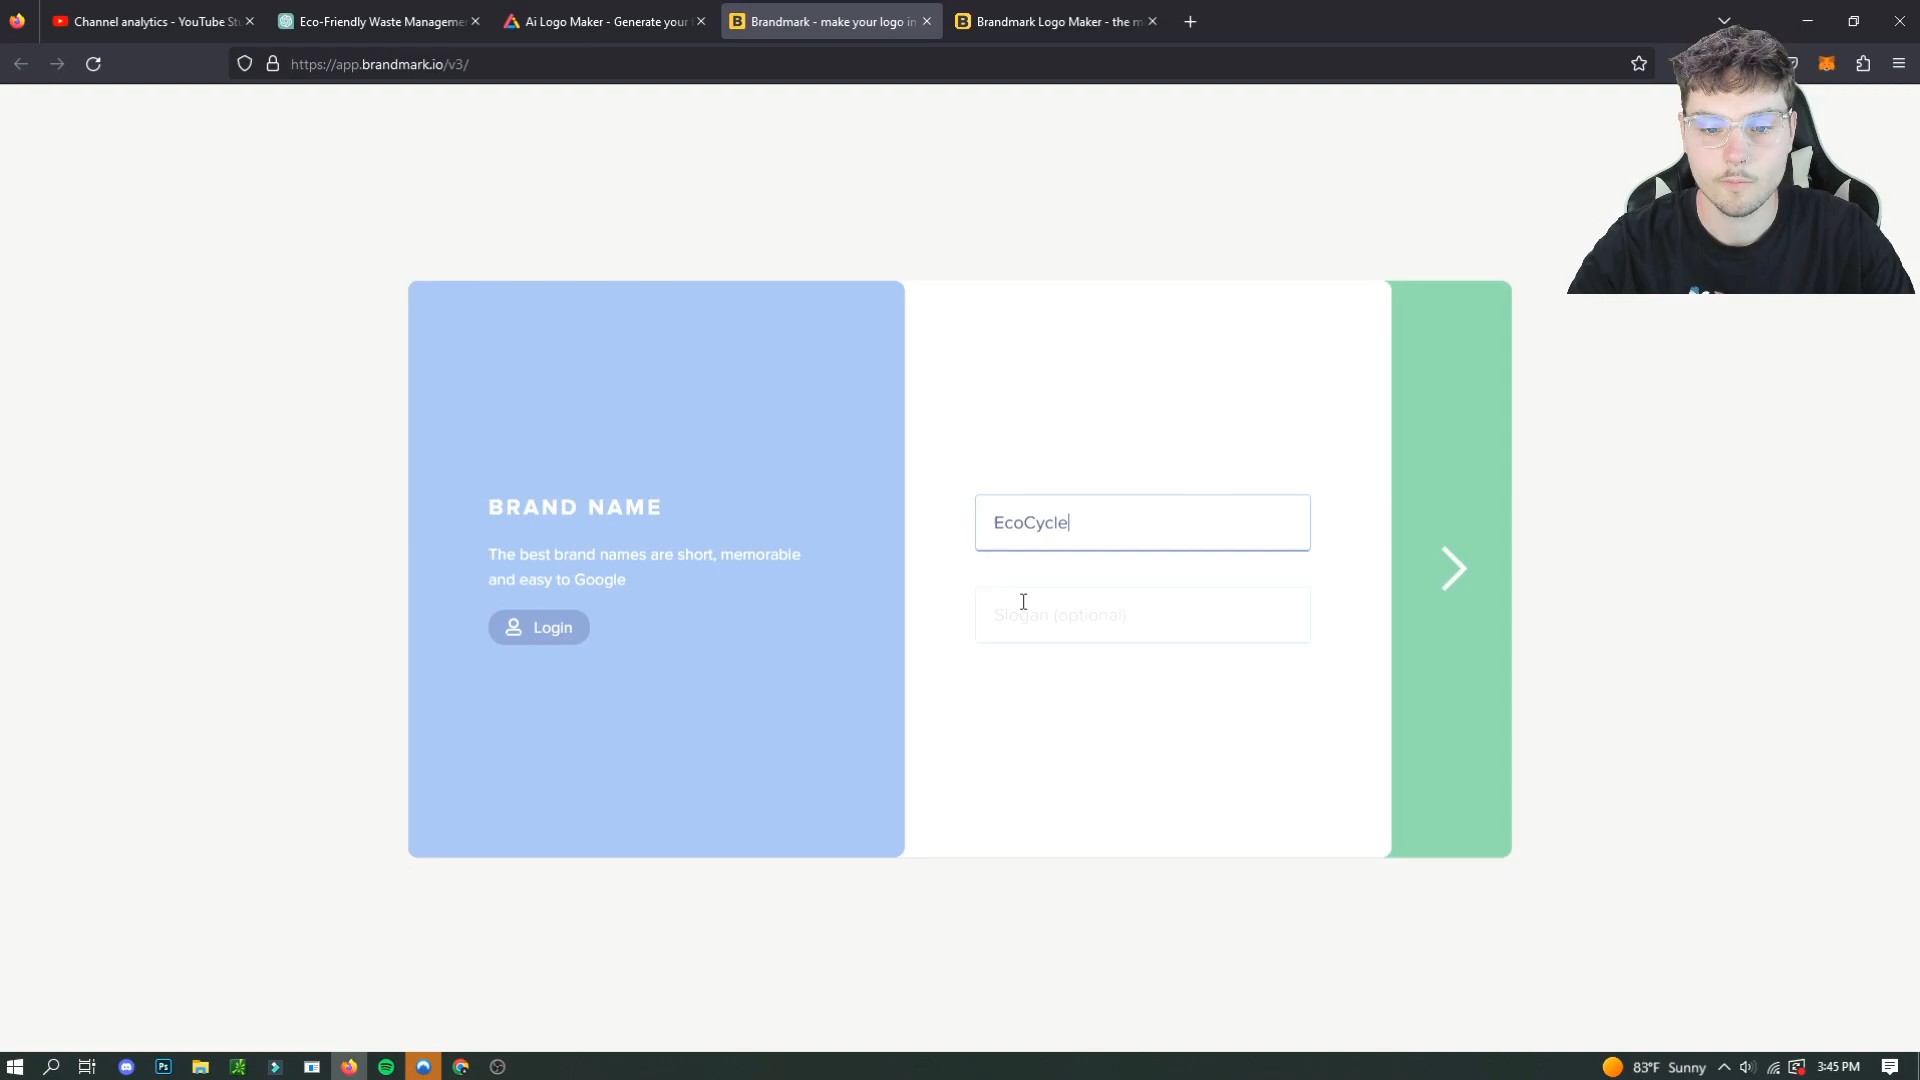 Channel analytics - YouTube St
Eco-Friendly Waste Manageme
Ai Logo Maker - Generate your
Brandmark - make your logo in
Brandmark Logo Maker - the m
https://app.brandmark.io/v3/
BRAND NAME
The best brand names are short, memorable
and easy to Google
Login
EcoCycle
Slogan (optional)
Ps
83°F Sunny
3:45 PM